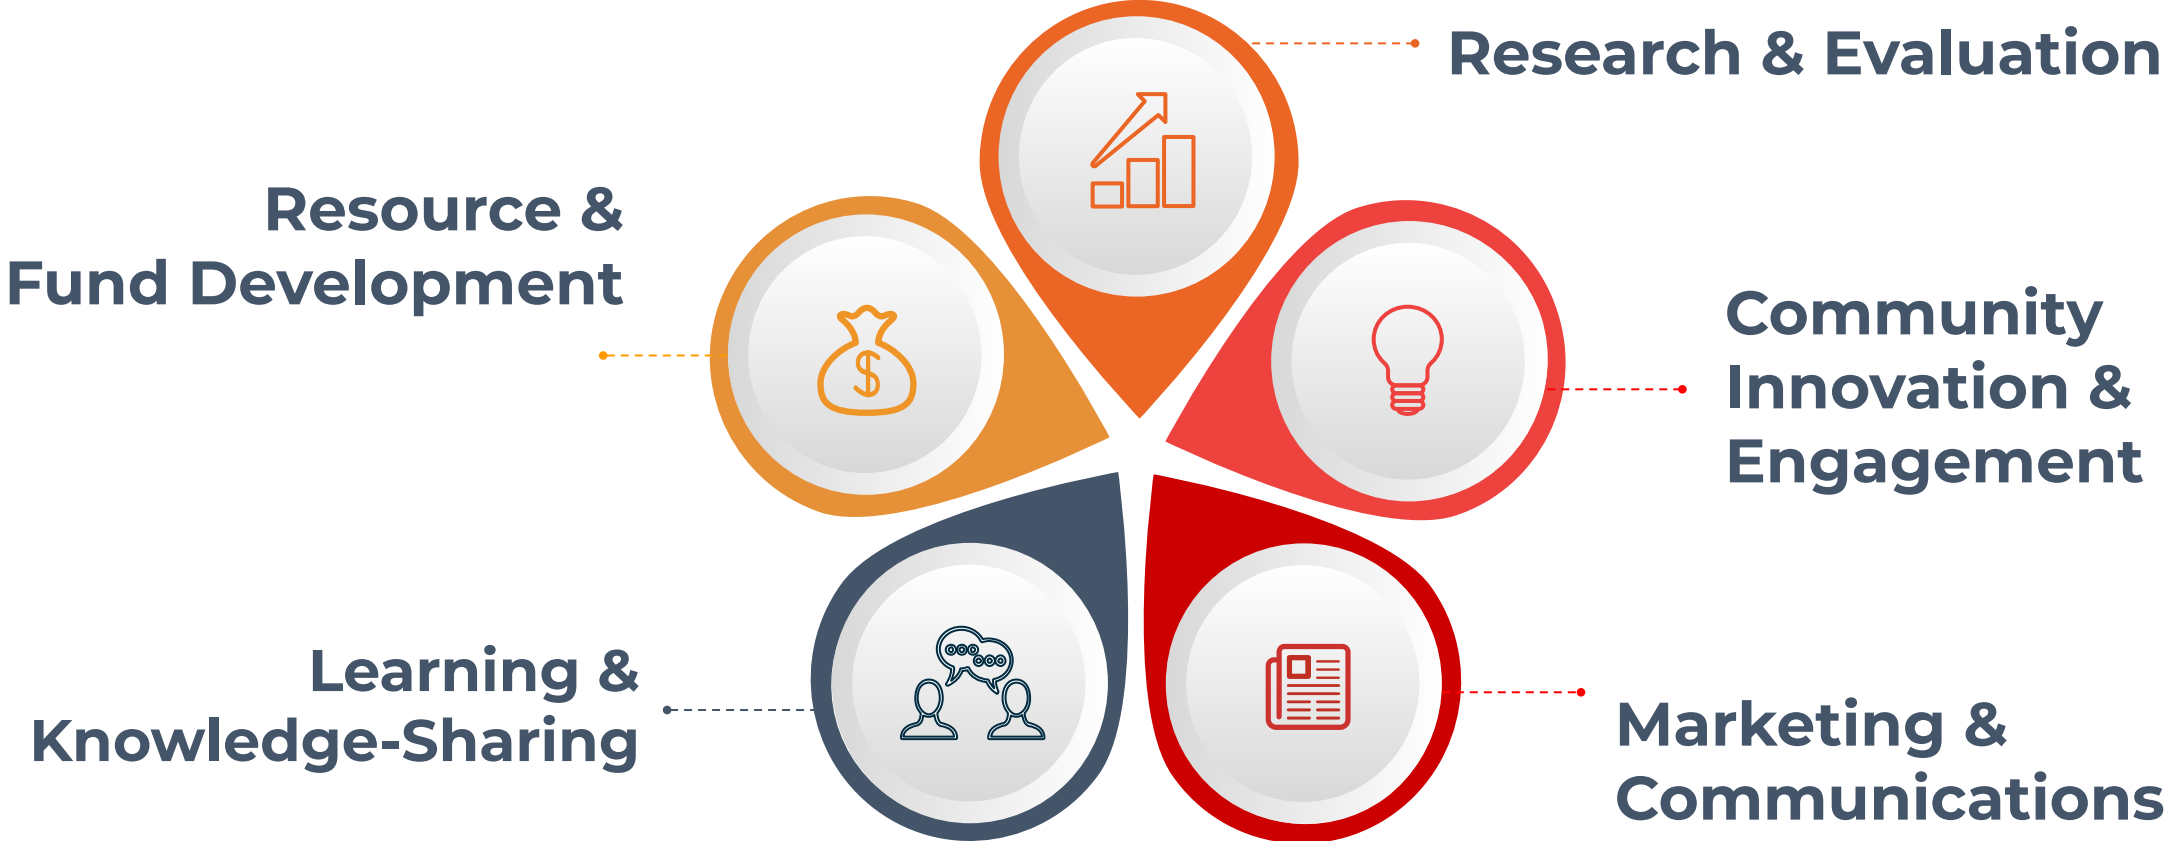 Research & Evaluation
Resource &
Fund Development
Community
Innovation &
Engagement
Learning &
Knowledge-Sharing
Marketing &
Communications
$